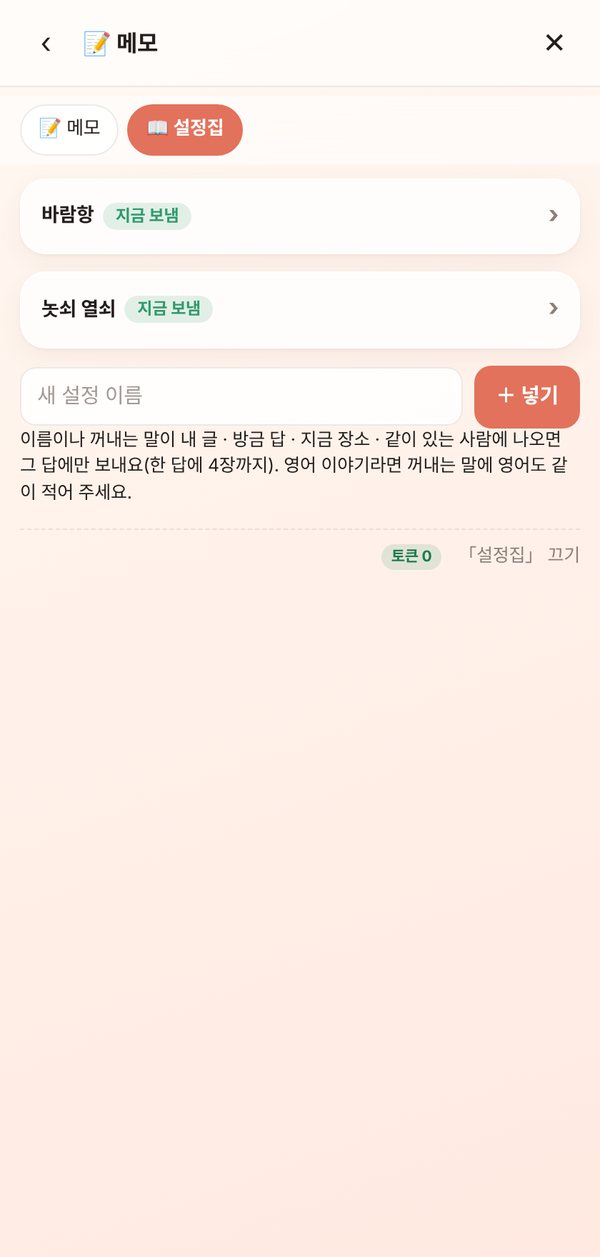 ‹ 📝 메모 ✕
📝 메모 📖 설정집
바람항 지금 보냄 ›
놋쇠 열쇠 지금 보냄 ›
새 설정 이름 + 넣기
이름이나 꺼내는 말이 내 글 · 방금 답 · 지금 장소 · 같이 있는 사람에 나오면
그 답에만 보내요(한 답에 4장까지). 영어 이야기라면 꺼내는 말에 영어도 같
이 적어 주세요.
토큰 0 「설정집」 끄기